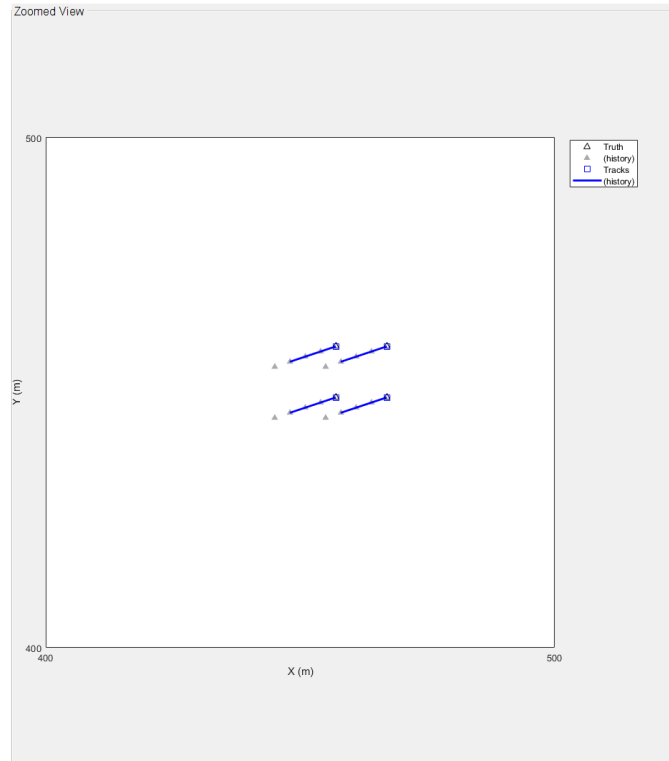 Zoomed View
500
Truth
(history)
Tracks
(history)
Y (m)
400
400
500
X (m)